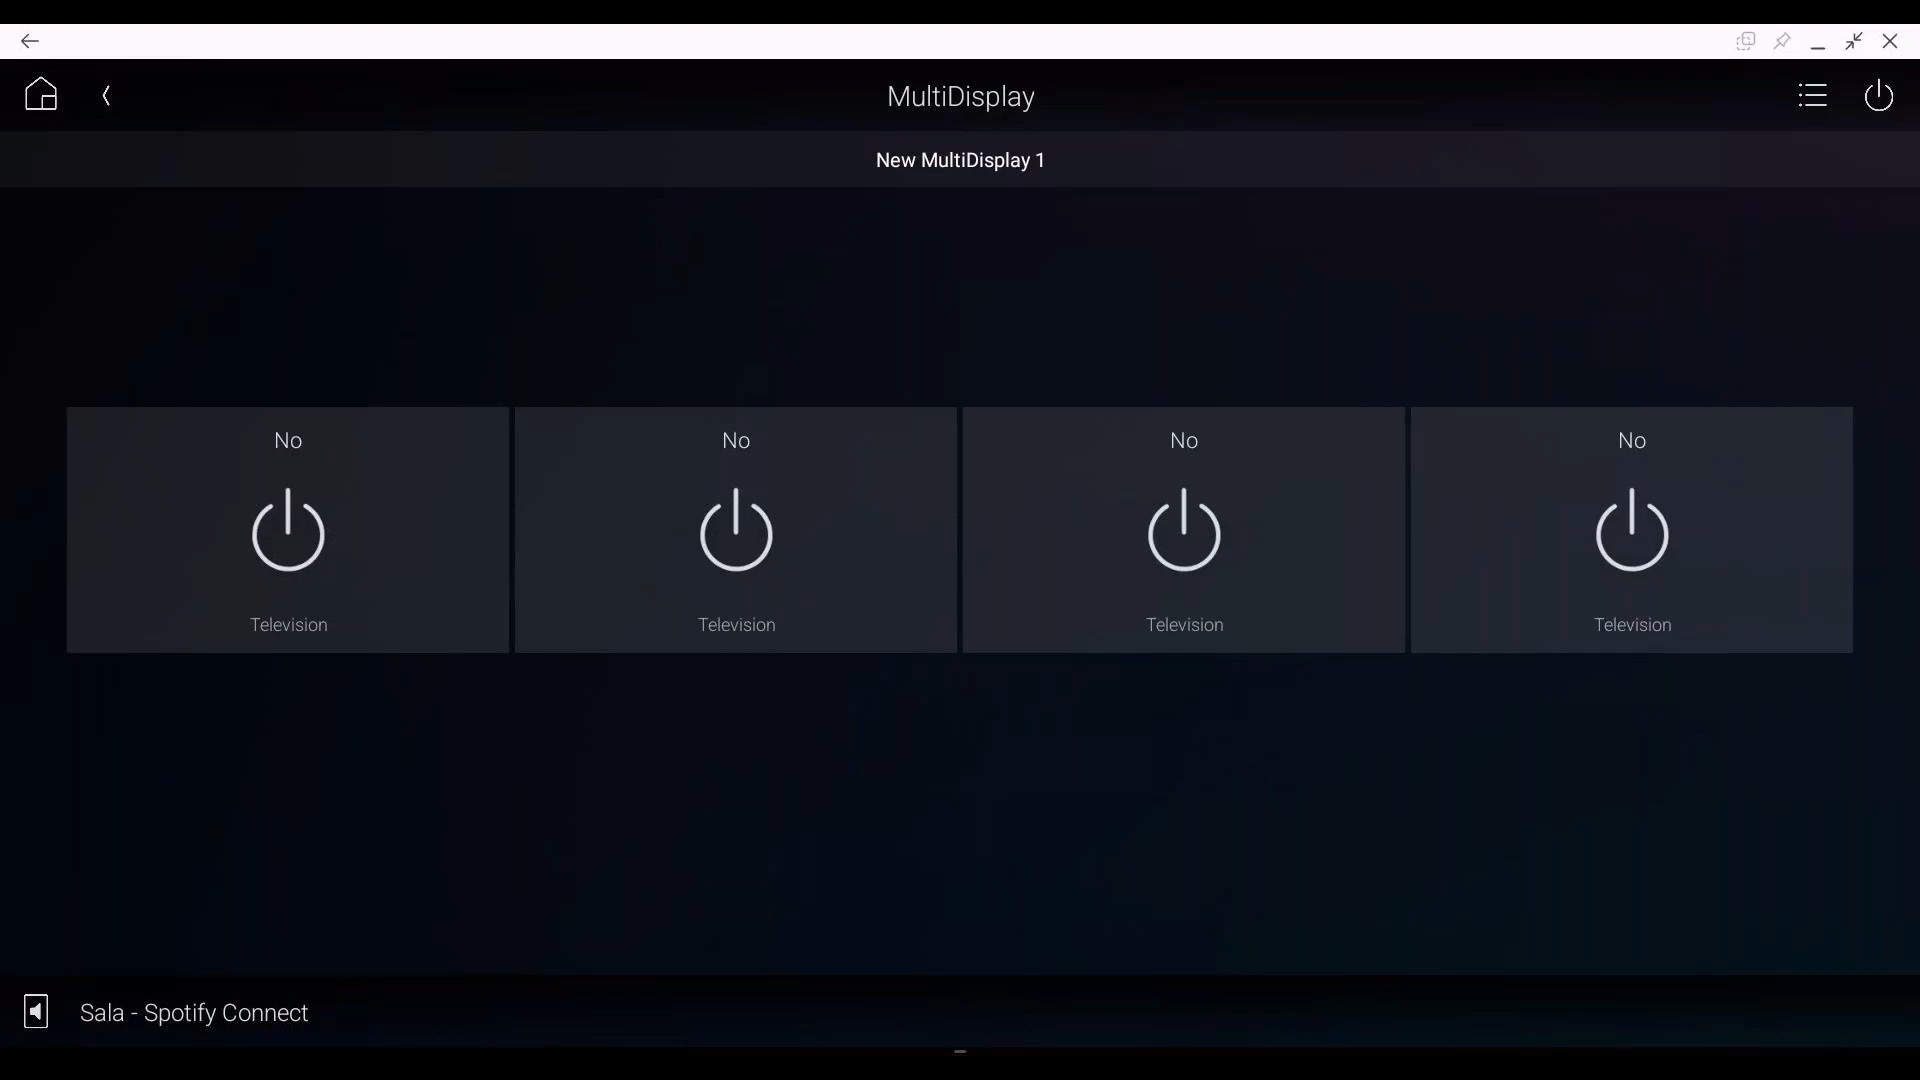 MultiDisplay
New MultiDisplay 1
No
No
No
No
Television
Television
Television
Television
Sala - Spotify Connect